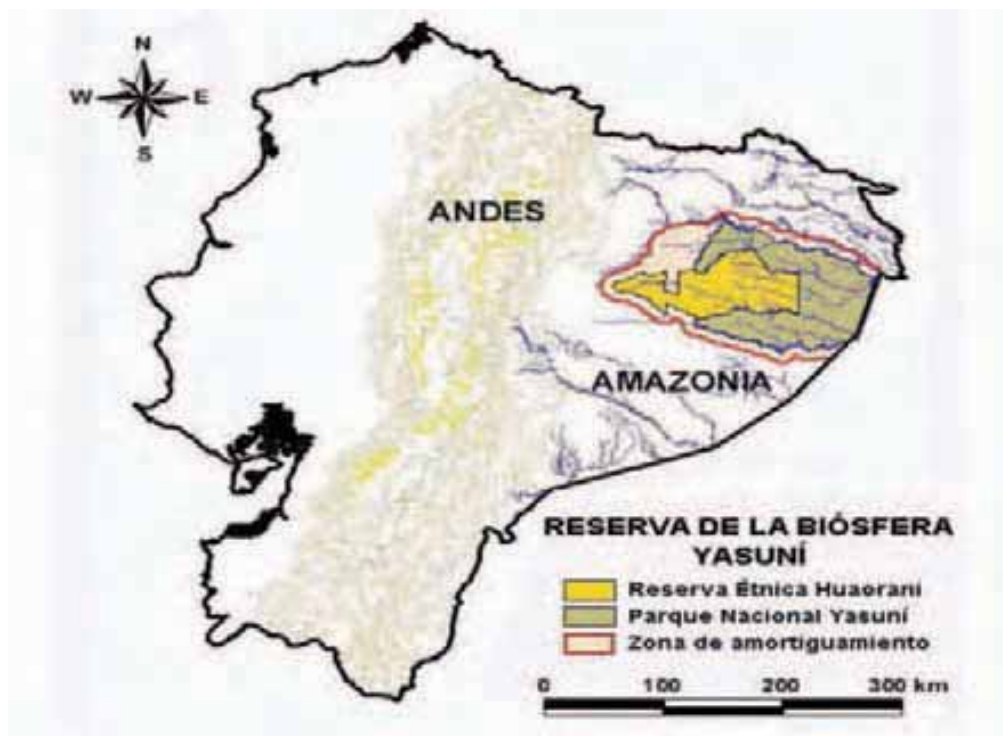 N
W E
S
ANDES
AMAZONIA
RESERVA DE LA BIÓSFERA
YASUNÍ
Reserva Étnica Huaorani
Parque Nacional Yasuní
Zona de amortiguamiento
0 100 200 300 km